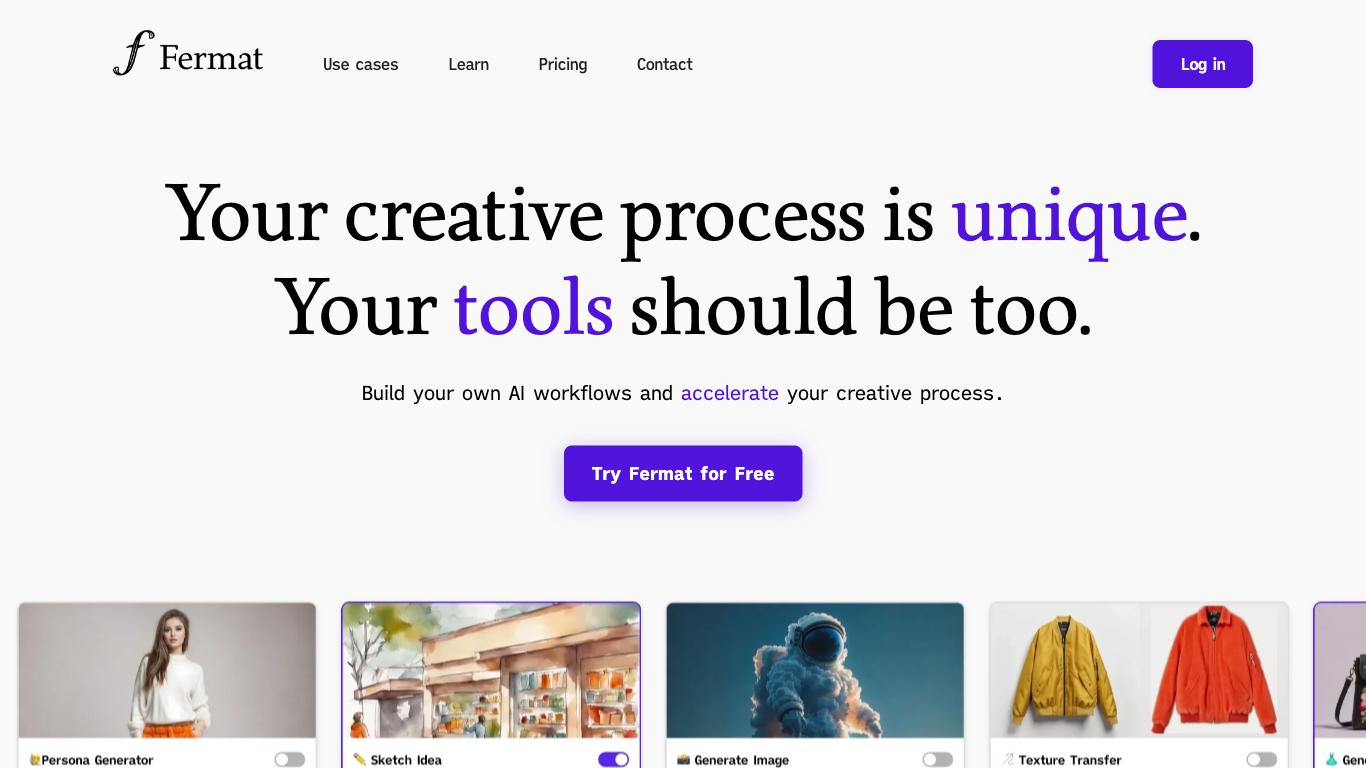 Fermat
Use cases
Learn
Pricing
Contact
Log in
Your creative process is unique.
Your tools should be too.
Build your own AI workflows and accelerate your creative process.
Try Fermat for Free
Persona Generator
Sketch Idea
Generate Image
Texture Transfer